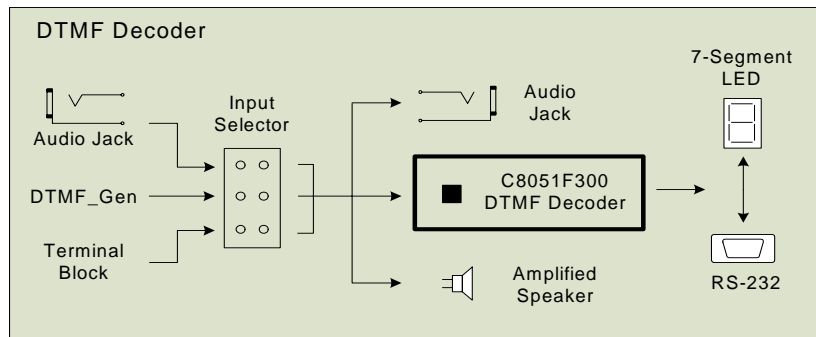 DTMF Decoder
7-Segment
LED
Audio Jack
Input
Selector
Audio
Jack
DTMF_Gen
C8051F300
DTMF Decoder
Terminal
Block
Amplified
Speaker
RS-232